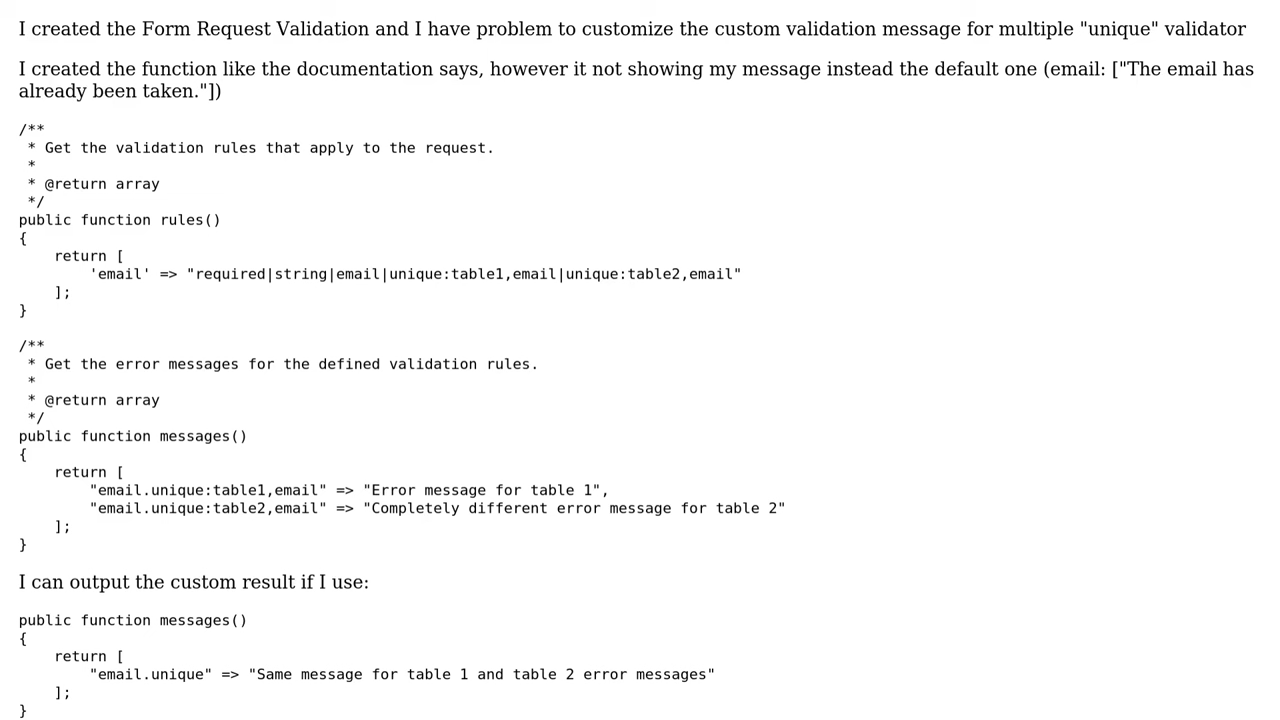 I created the Form Request Validation and I have problem to customize the custom validation message for multiple "unique" validator
I created the function like the documentation says, however it not showing my message instead the default one (email: ["The email has
already been taken."])
/**
 * Get the validation rules that apply to the request.
 *
 * @return array
 */
public function rules()
{
    return [
        'email' => "required|string|email|unique:table1,email|unique:table2,email"
    ];
}
/**
 * Get the error messages for the defined validation rules.
 *
 * @return array
 */
public function messages()
{
    return [
        "email.unique:table1,email" => "Error message for table 1",
        "email.unique:table2,email" => "Completely different error message for table 2"
    ];
}
I can output the custom result if I use:
public function messages()
{
    return [
        "email.unique" => "Same message for table 1 and table 2 error messages"
    ];
}